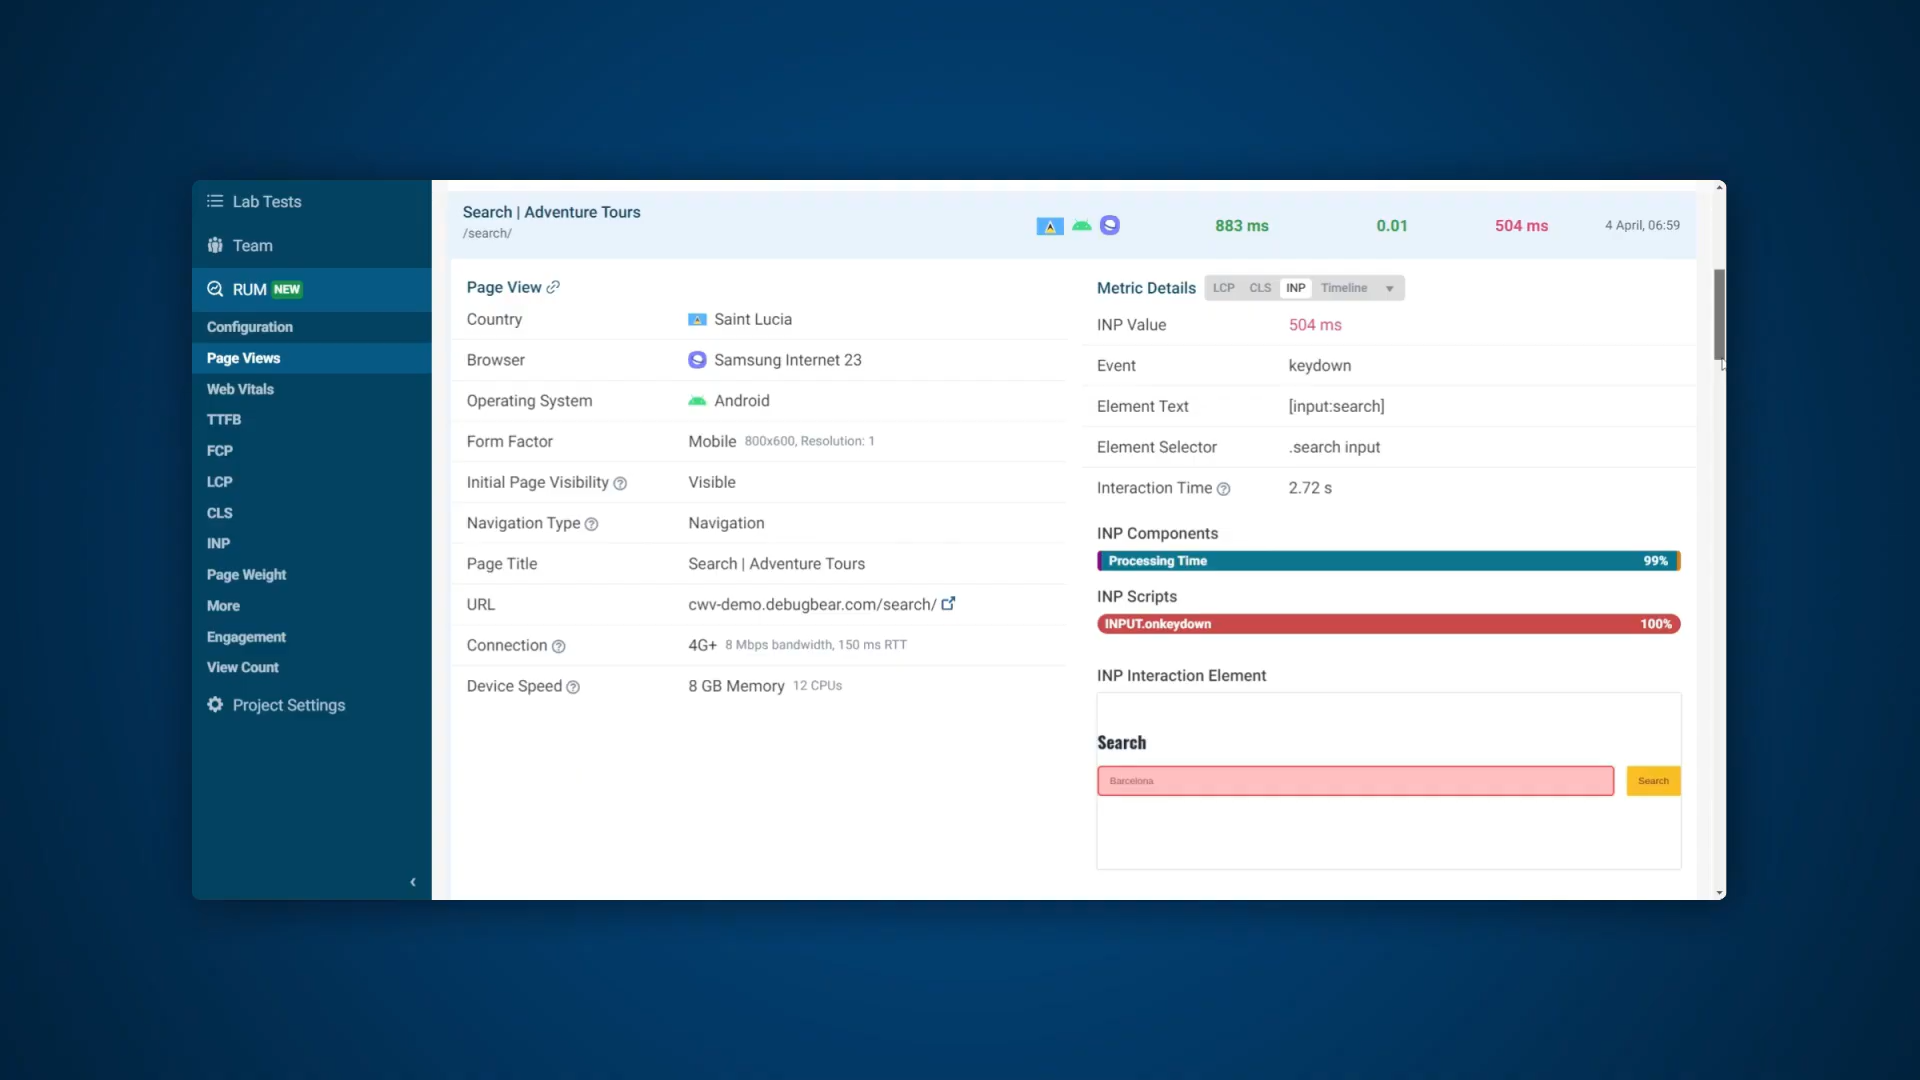 Lab Tests
Team
RUM NEW
Configuration
Page Views
Web Vitals
TTFB
FCP
LCP
CLS
INP
Page Weight
More
Engagement
View Count
Project Settings
Search | Adventure Tours
/search/
883 ms 0.01 504 ms 4 April, 06:59
Page View
Country Saint Lucia
Browser Samsung Internet 23
Operating System Android
Form Factor Mobile 800x600, Resolution: 1
Initial Page Visibility Visible
Navigation Type Navigation
Page Title Search | Adventure Tours
URL cwv-demo.debugbear.com/search/
Connection 4G+ 8 Mbps bandwidth, 150 ms RTT
Device Speed 8 GB Memory 12 CPUs
Metric Details LCP CLS INP Timeline
INP Value 504 ms
Event keydown
Element Text [input:search]
Element Selector .search input
Interaction Time 2.72 s
INP Components
Processing Time 99%
INP Scripts
INPUT.onkeydown 100%
INP Interaction Element
Search
Barcelona Search